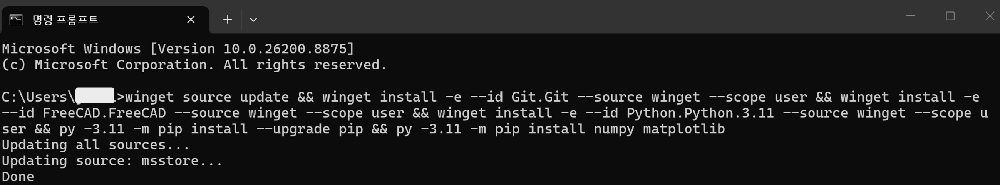 명령 프롬프트
Microsoft Windows [Version 10.0.26200.8875]
(c) Microsoft Corporation. All rights reserved.
C:\Users\>winget source update && winget install -e --id Git.Git --source winget --scope user && winget install -e
--id FreeCAD.FreeCAD --source winget --scope user && winget install -e --id Python.Python.3.11 --source winget --scope u
ser && py -3.11 -m pip install --upgrade pip && py -3.11 -m pip install numpy matplotlib
Updating all sources...
Updating source: msstore...
Done